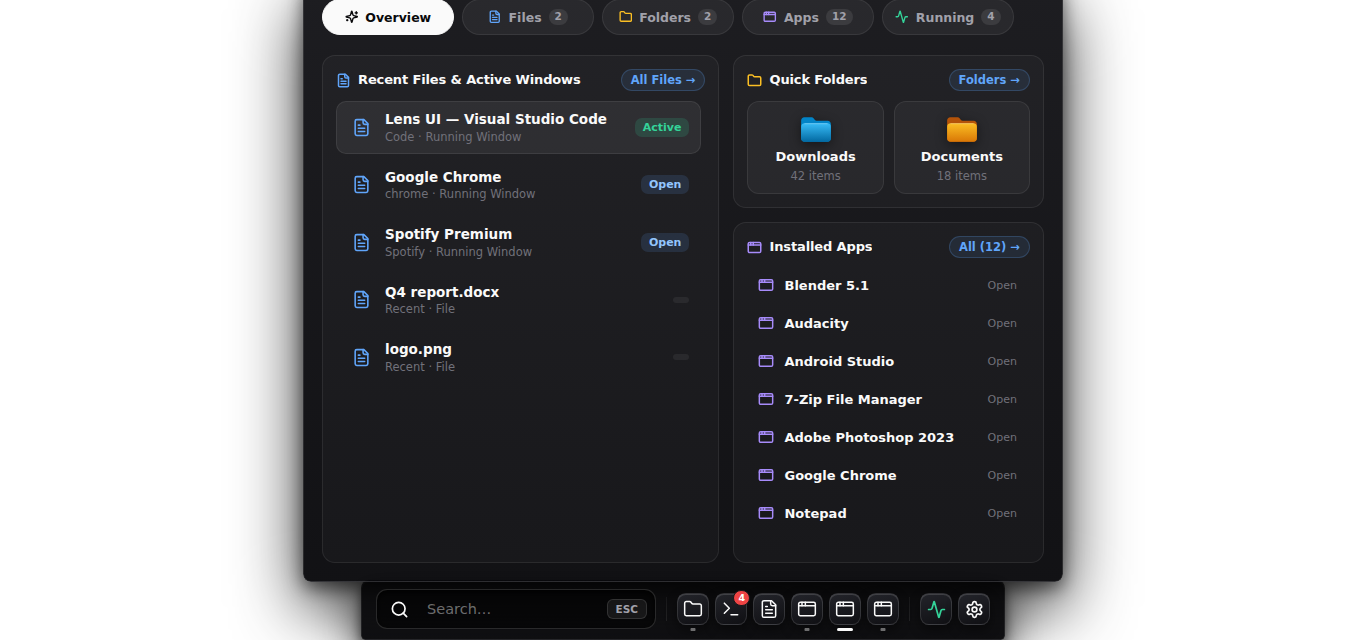 Overview
Files 2
Folders 2
Apps 12
Running 4
Recent Files & Active Windows
All Files →
Lens UI — Visual Studio Code
Code · Running Window
Active
Google Chrome
chrome · Running Window
Open
Spotify Premium
Spotify · Running Window
Open
Q4 report.docx
Recent · File
logo.png
Recent · File
Quick Folders
Folders →
Downloads
42 items
Documents
18 items
Installed Apps
All (12) →
Blender 5.1 Open
Audacity Open
Android Studio Open
7-Zip File Manager Open
Adobe Photoshop 2023 Open
Google Chrome Open
Notepad Open
Search...
ESC
4